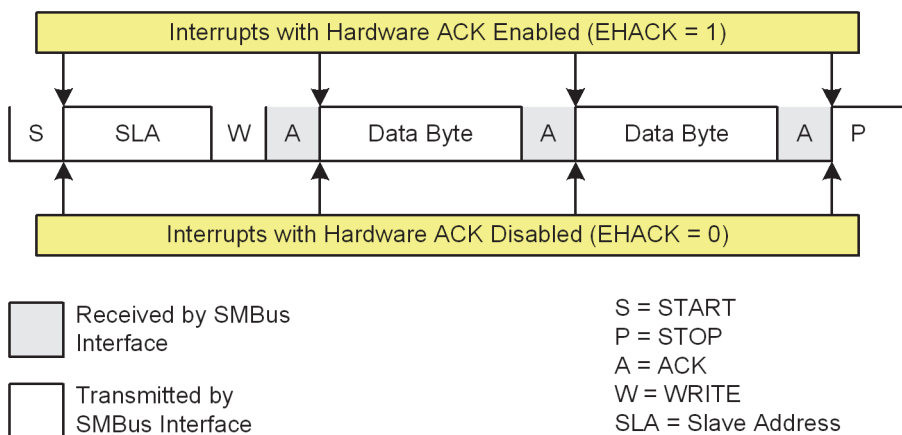 Interrupts with Hardware ACK Enabled (EHACK = 1)
S SLA W A Data Byte A Data Byte A P
Interrupts with Hardware ACK Disabled (EHACK = 0)
Received by SMBus
Interface
Transmitted by
SMBus Interface
S = START
P = STOP
A = ACK
W = WRITE
SLA = Slave Address